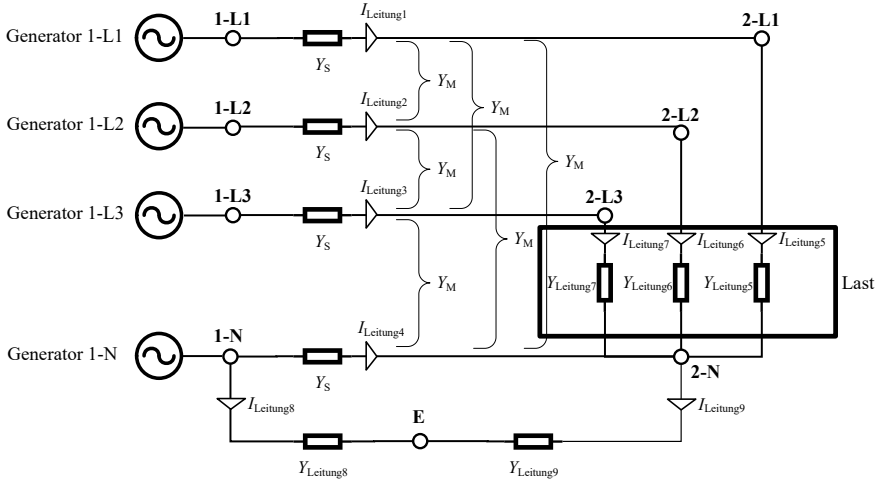 I_Leitung1
1-L1
2-L1
Generator 1-L1
Y_S
Y_M
I_Leitung2
1-L2
Y_M
2-L2
Generator 1-L2
Y_S
Y_M
I_Leitung3
Y_M
1-L3
2-L3
Generator 1-L3
Y_S
Y_M
I_Leitung7
I_Leitung6
I_Leitung5
Y_Leitung7
Y_Leitung6
Y_Leitung5
Last
Y_M
I_Leitung4
1-N
Generator 1-N
2-N
Y_S
I_Leitung8
I_Leitung9
E
Y_Leitung8
Y_Leitung9